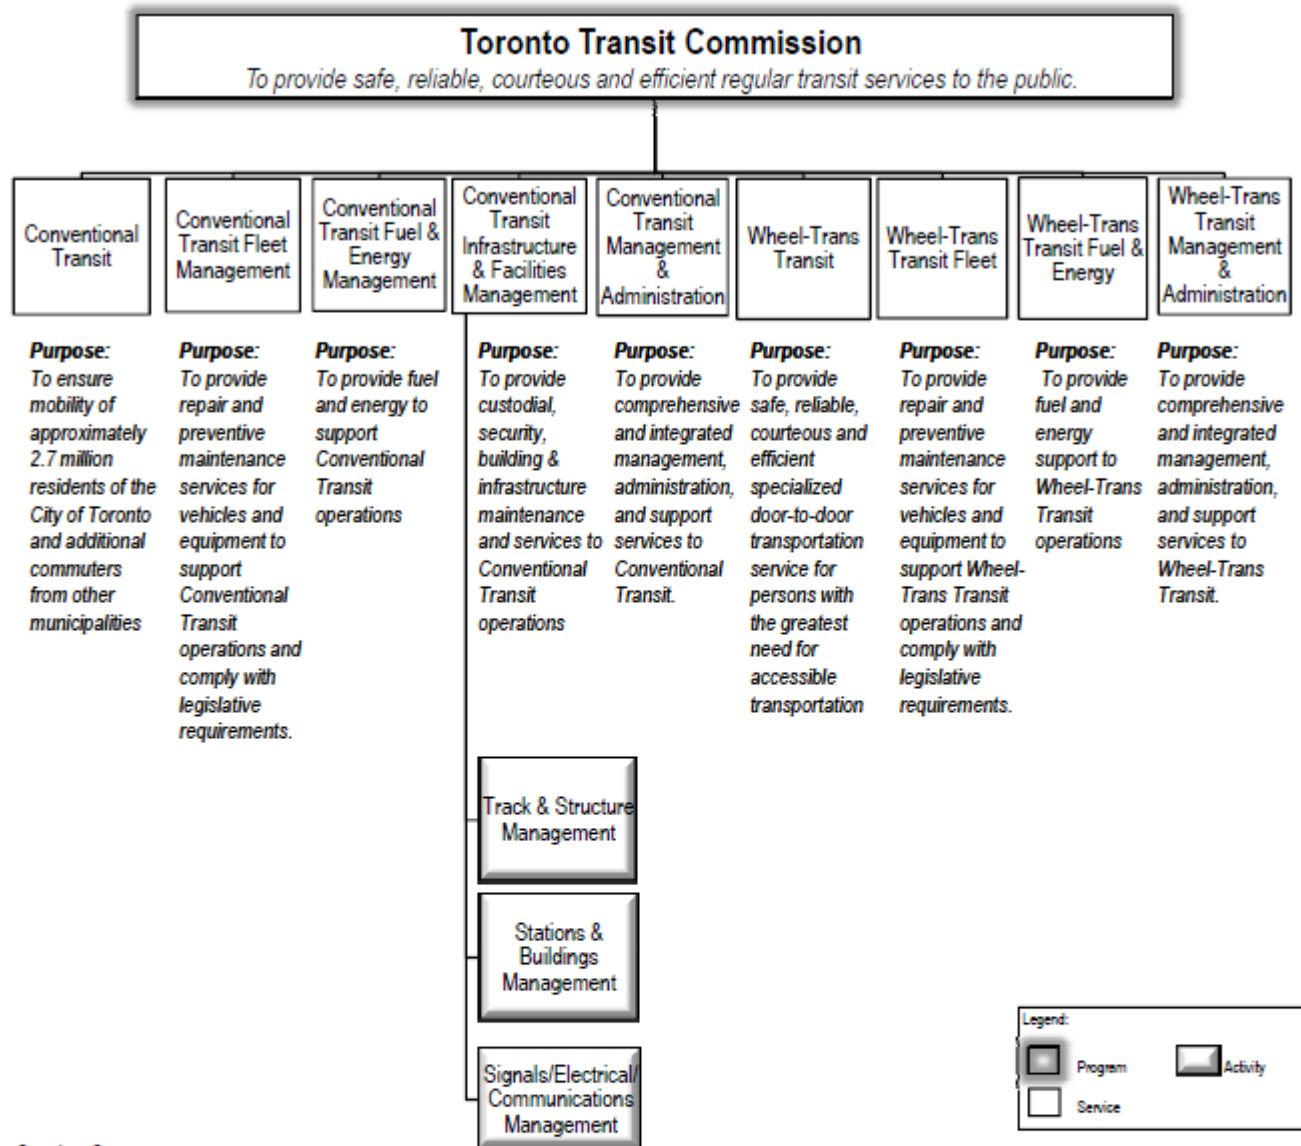 Toronto Transit Commission
To provide safe, reliable, courteous and efficient regular transit services to the public.
Conventional
Transit
Conventional
Transit Fleet
Management
Conventional
Transit Fuel &
Energy
Management
Conventional
Transit
Infrastructure
& Facilities
Management
Conventional
Transit
Management
&
Administration
Wheel-Trans
Transit
Wheel-Trans
Transit Fleet
Wheel-Trans
Transit Fuel &
Energy
Wheel-Trans
Transit
Management
&
Administration
Purpose:
To ensure
mobility of
approximately
2.7 million
residents of the
City of Toronto
and additional
commuters
from other
municipalities
Purpose:
To provide
repair and
preventive
maintenance
services for
vehicles and
equipment to
support
Conventional
Transit
operations and
comply with
legislative
requirements.
Purpose:
To provide fuel
and energy to
support
Conventional
Transit
operations
Purpose:
To provide
custodial,
security,
building &
infrastructure
maintenance
and services to
Conventional
Transit
operations
Purpose:
To provide
comprehensive
and integrated
management,
administration,
and support
services to
Conventional
Transit.
Purpose:
To provide
safe, reliable,
courteous and
efficient
specialized
door-to-door
transportation
service for
persons with
the greatest
need for
accessible
transportation
Purpose:
To provide
repair and
preventive
maintenance
services for
vehicles and
equipment to
support Wheel-
Trans Transit
operations and
comply with
legislative
requirements.
Purpose:
To provide
fuel and
energy
support to
Wheel-Trans
Transit
operations
Purpose:
To provide
comprehensive
and integrated
management,
administration,
and support
services to
Wheel-Trans
Transit.
Track & Structure
Management
Stations &
Buildings
Management
Signals/Electrical/
Communications
Management
Legend:
Program
Activity
Service